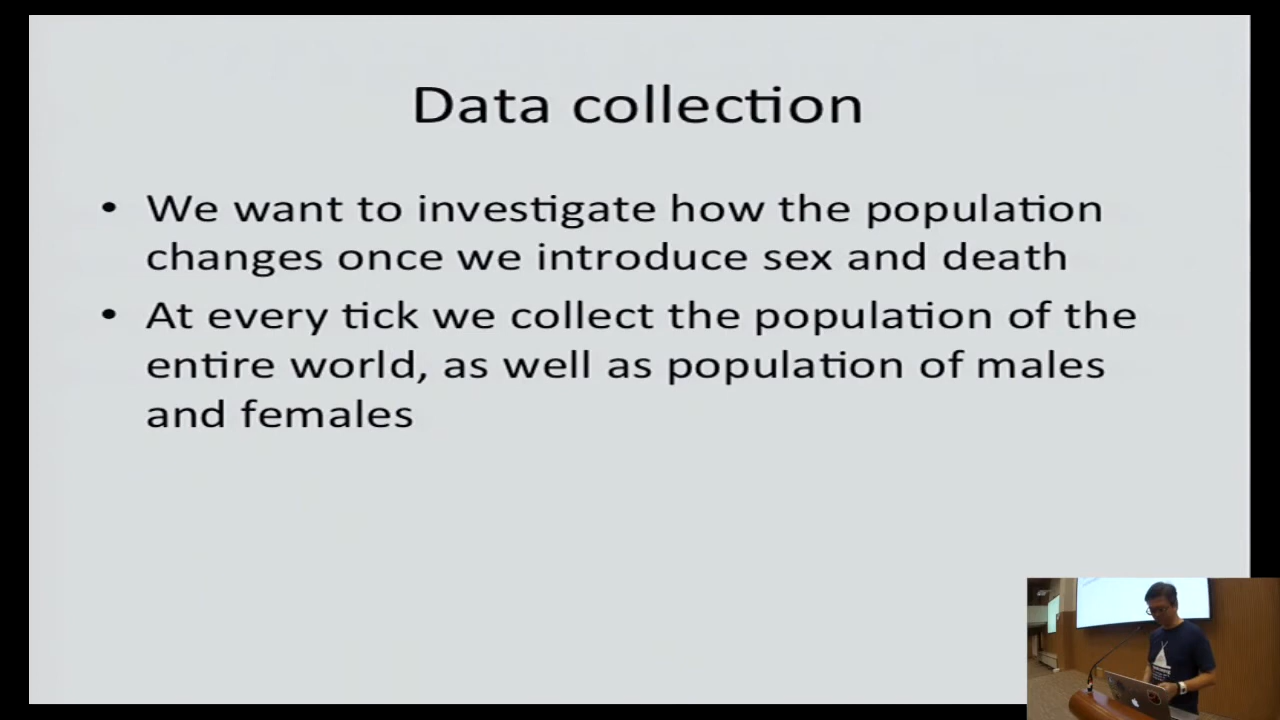 Data collection
• We want to investigate how the population
changes once we introduce sex and death
• At every tick we collect the population of the
entire world, as well as population of males
and females